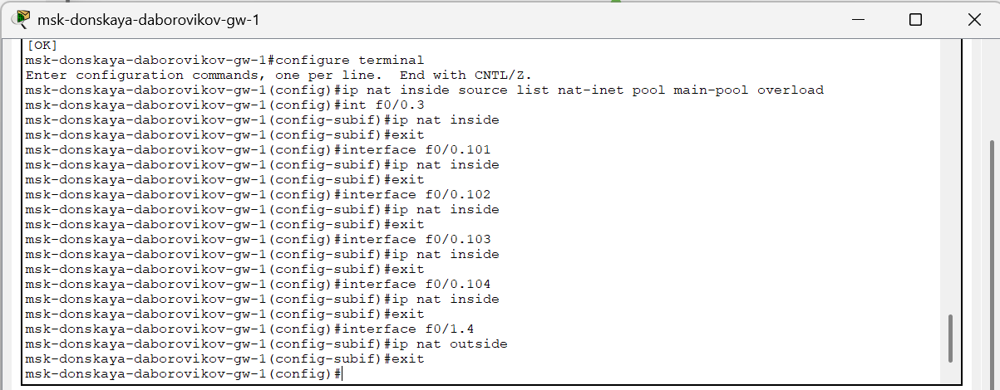 msk-donskaya-daborovikov-gw-1
[OK]
msk-donskaya-daborovikov-gw-1#configure terminal
Enter configuration commands, one per line.  End with CNTL/Z.
msk-donskaya-daborovikov-gw-1(config)#ip nat inside source list nat-inet pool main-pool overload
msk-donskaya-daborovikov-gw-1(config)#int f0/0.3
msk-donskaya-daborovikov-gw-1(config-subif)#ip nat inside
msk-donskaya-daborovikov-gw-1(config-subif)#exit
msk-donskaya-daborovikov-gw-1(config)#interface f0/0.101
msk-donskaya-daborovikov-gw-1(config-subif)#ip nat inside
msk-donskaya-daborovikov-gw-1(config-subif)#exit
msk-donskaya-daborovikov-gw-1(config)#interface f0/0.102
msk-donskaya-daborovikov-gw-1(config-subif)#ip nat inside
msk-donskaya-daborovikov-gw-1(config-subif)#exit
msk-donskaya-daborovikov-gw-1(config)#interface f0/0.103
msk-donskaya-daborovikov-gw-1(config-subif)#ip nat inside
msk-donskaya-daborovikov-gw-1(config-subif)#exit
msk-donskaya-daborovikov-gw-1(config)#interface f0/0.104
msk-donskaya-daborovikov-gw-1(config-subif)#ip nat inside
msk-donskaya-daborovikov-gw-1(config-subif)#exit
msk-donskaya-daborovikov-gw-1(config)#interface f0/1.4
msk-donskaya-daborovikov-gw-1(config-subif)#ip nat outside
msk-donskaya-daborovikov-gw-1(config-subif)#exit
msk-donskaya-daborovikov-gw-1(config)#